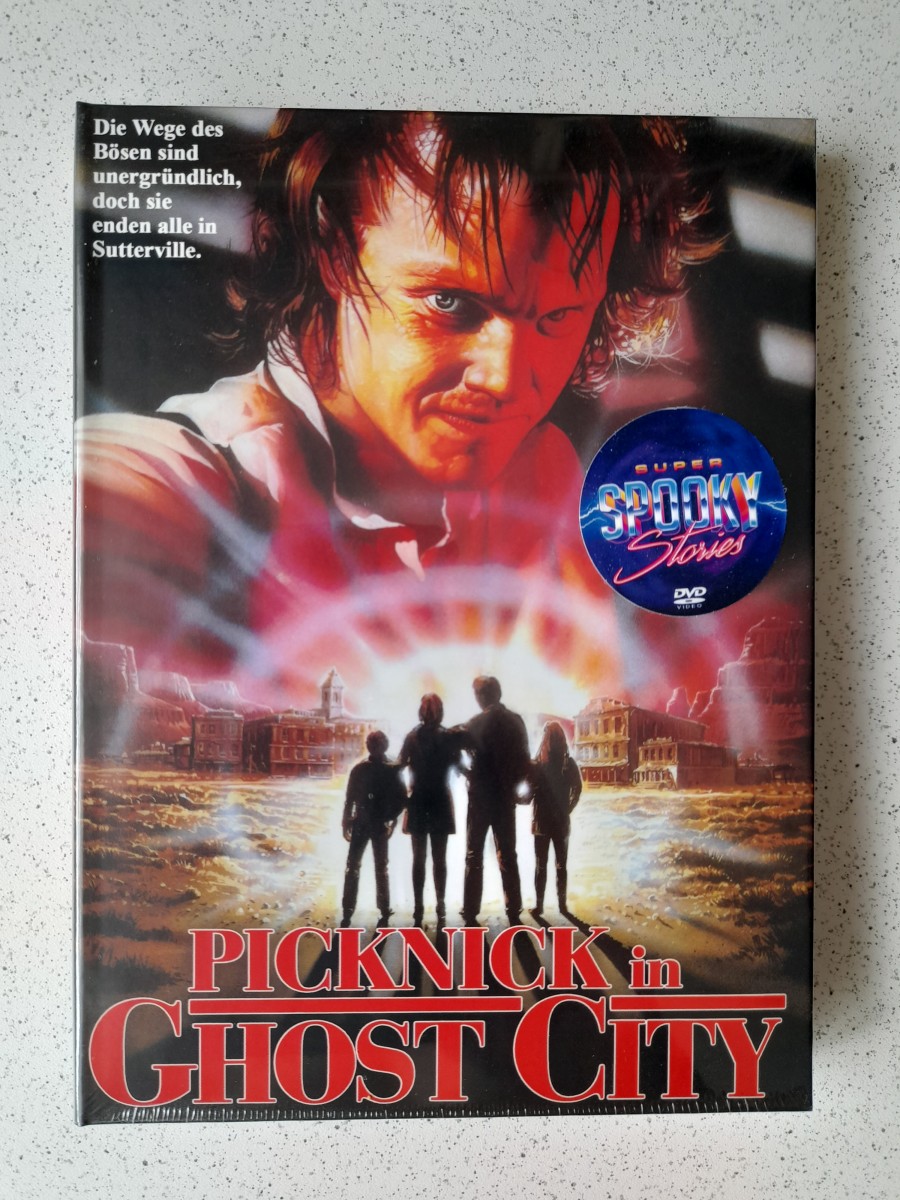 Die Wege des
Bösen sind
unergründlich,
doch sie
enden alle in
Sutterville.
SUPER
SPOOKY
Stories
DVD
VIDEO
PICKNICK in
GHOST CITY